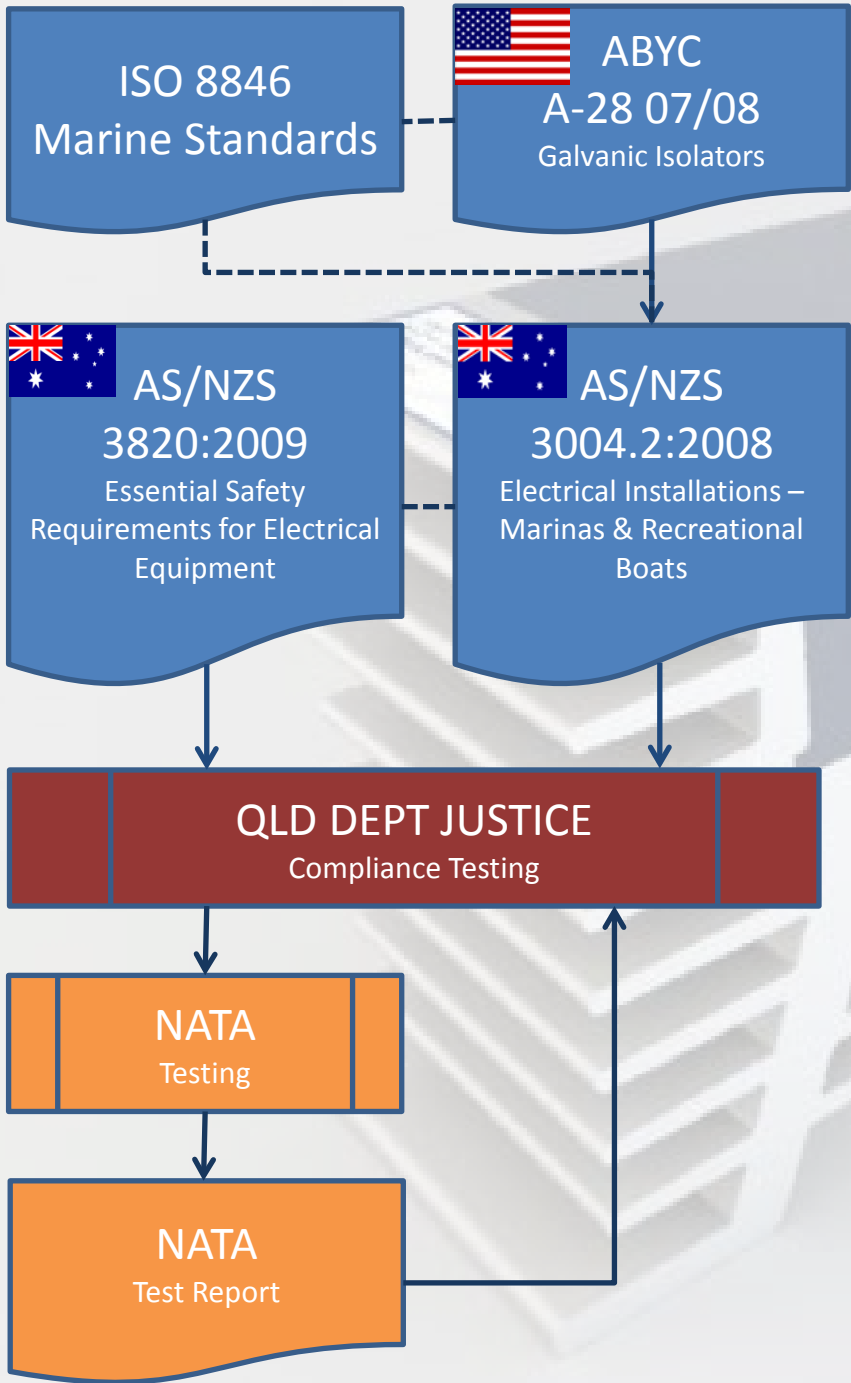 ISO 8846
Marine Standards
ABYC
A-28 07/08
Galvanic Isolators
AS/NZS
3820:2009
Essential Safety
Requirements for Electrical
Equipment
AS/NZS
3004.2:2008
Electrical Installations –
Marinas & Recreational
Boats
QLD DEPT JUSTICE
Compliance Testing
NATA
Testing
NATA
Test Report